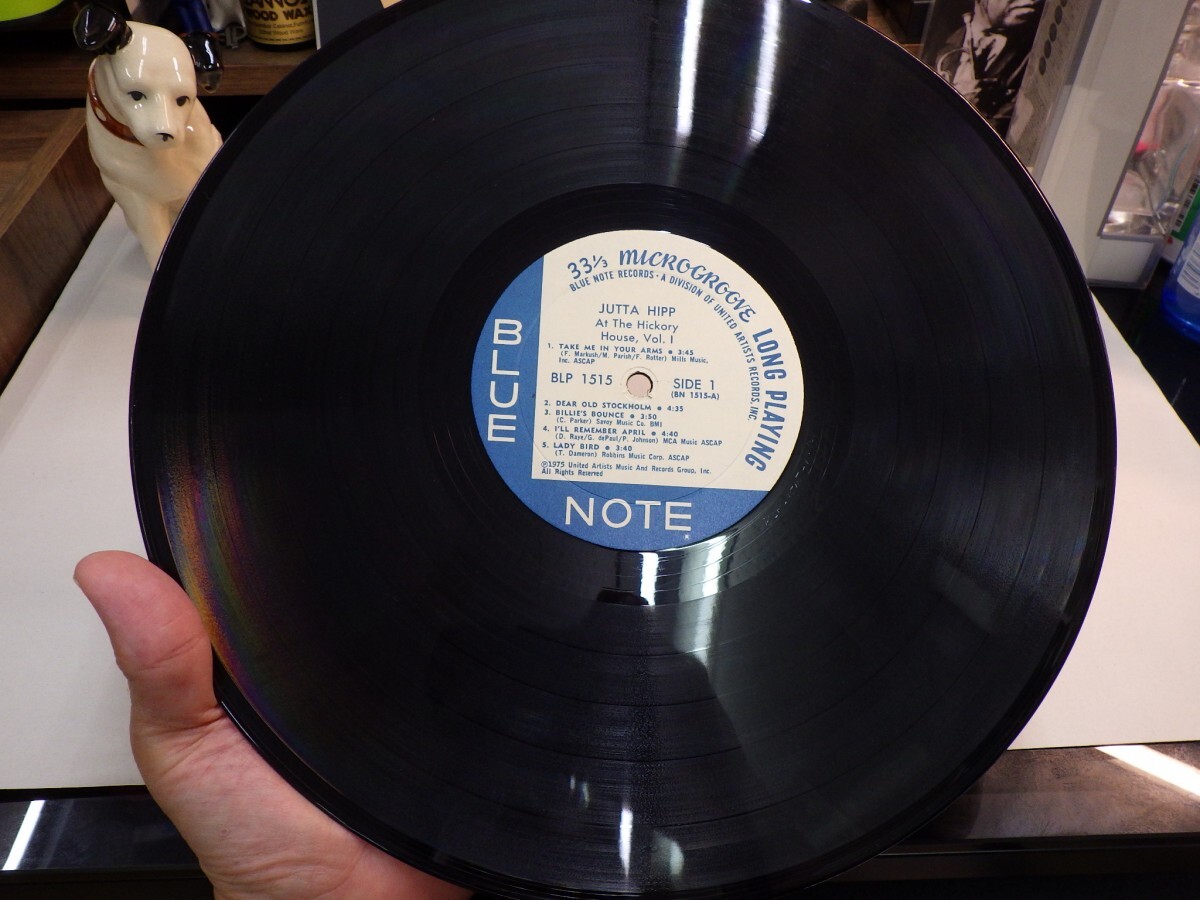 WOOD WAX
33 1/3 MICROGROOVE LONG PLAYING
BLUE NOTE RECORDS • A DIVISION OF UNITED ARTISTS RECORDS, INC.
JUTTA HIPP
At The Hickory
House, Vol. I
1. TAKE ME IN YOUR ARMS • 3:45
(F. Markush/M. Parish/F. Rotter) Mills Music,
Inc. ASCAP
BLP 1515
SIDE 1
(BN 1515-A)
2. DEAR OLD STOCKHOLM • 4:35
3. BILLIE'S BOUNCE • 3:50
(C. Parker) Savoy Music Co. BMI
4. I'LL REMEMBER APRIL • 4:40
(D. Raye/G. dePaul/P. Johnson) MCA Music ASCAP
5. LADY BIRD • 3:40
(T. Dameron) Robbins Music Corp. ASCAP
℗1975 United Artists Music And Records Group, Inc.
All Rights Reserved
BLUE
NOTE®